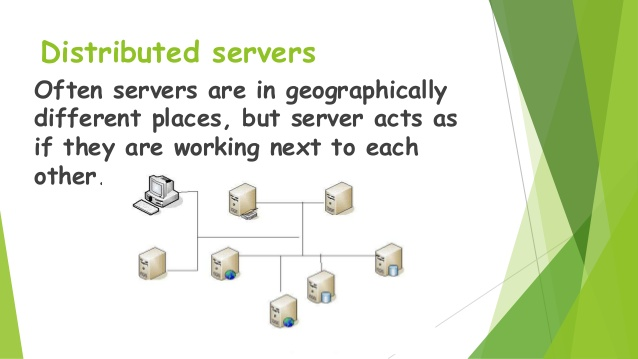 Distributed servers
Often servers are in geographically
different places, but server acts as
if they are working next to each
other.